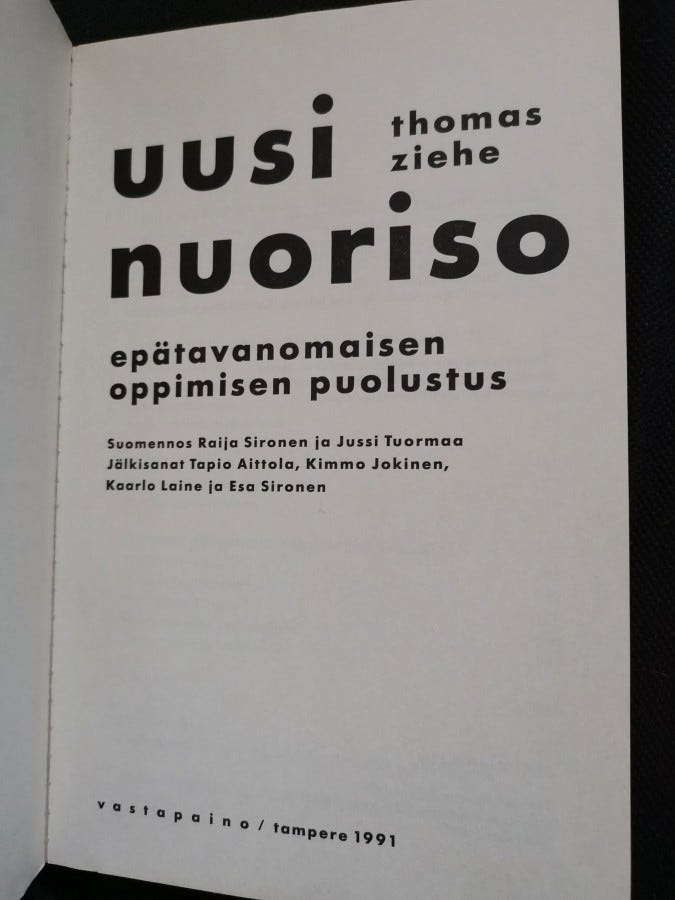 uusi
thomas
ziehe
nuoriso
epätavanomaisen
oppimisen puolustus
Suomennos Raija Sironen ja Jussi Tuormaa
Jälkisanat Tapio Aittola, Kimmo Jokinen,
Kaarlo Laine ja Esa Sironen
vastapaino / tampere 1991